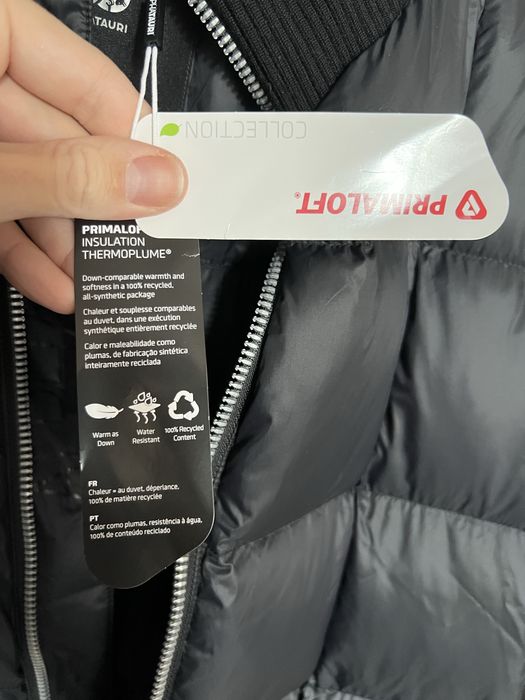 COLLECTION
PRIMALOFT®
INSULATION
THERMOPLUME®
Down-comparable warmth and
softness in a 100% recycled,
all-synthetic package
Chaleur et souplesse comparables
au duvet, dans une exécution
synthétique entièrement recyclée
Calor e maleabilidade como
plumas, de fabricação sintética
inteiramente reciclada
Warm as
Down
Water
Resistant
100% Recycled
Content
FR
Chaleur = au duvet, déperlance,
100% de matière recyclée
PT
Calor como plumas, resistência à água,
100% de conteúdo reciclado